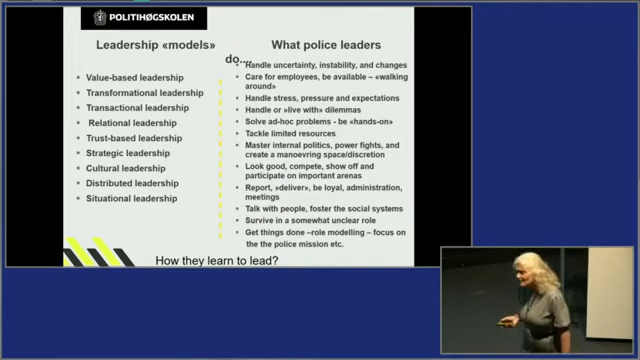 POLITIHØGSKOLEN
Leadership «models»
Value-based leadership
Transformational leadership
Transactional leadership
Relational leadership
Trust-based leadership
Strategic leadership
Cultural leadership
Distributed leadership
Situational leadership
What police leaders
do....
Handle uncertainty, instability, and changes
Care for employees, be available – «walking
around»
Handle stress, pressure and expectations
Handle or »live with» dilemmas
Solve ad-hoc problems - be «hands-on»
Tackle limited resources
Master internal politics, power fights, and
create a manoevring space/discretion
Look good, compete, show off and
participate on important arenas
Report, »deliver», be loyal, administration,
meetings
Talk with people, foster the social systems
Survive in a somewhat unclear role
Get things done –role modelling – focus on
the the police mission etc.
How they learn to lead?